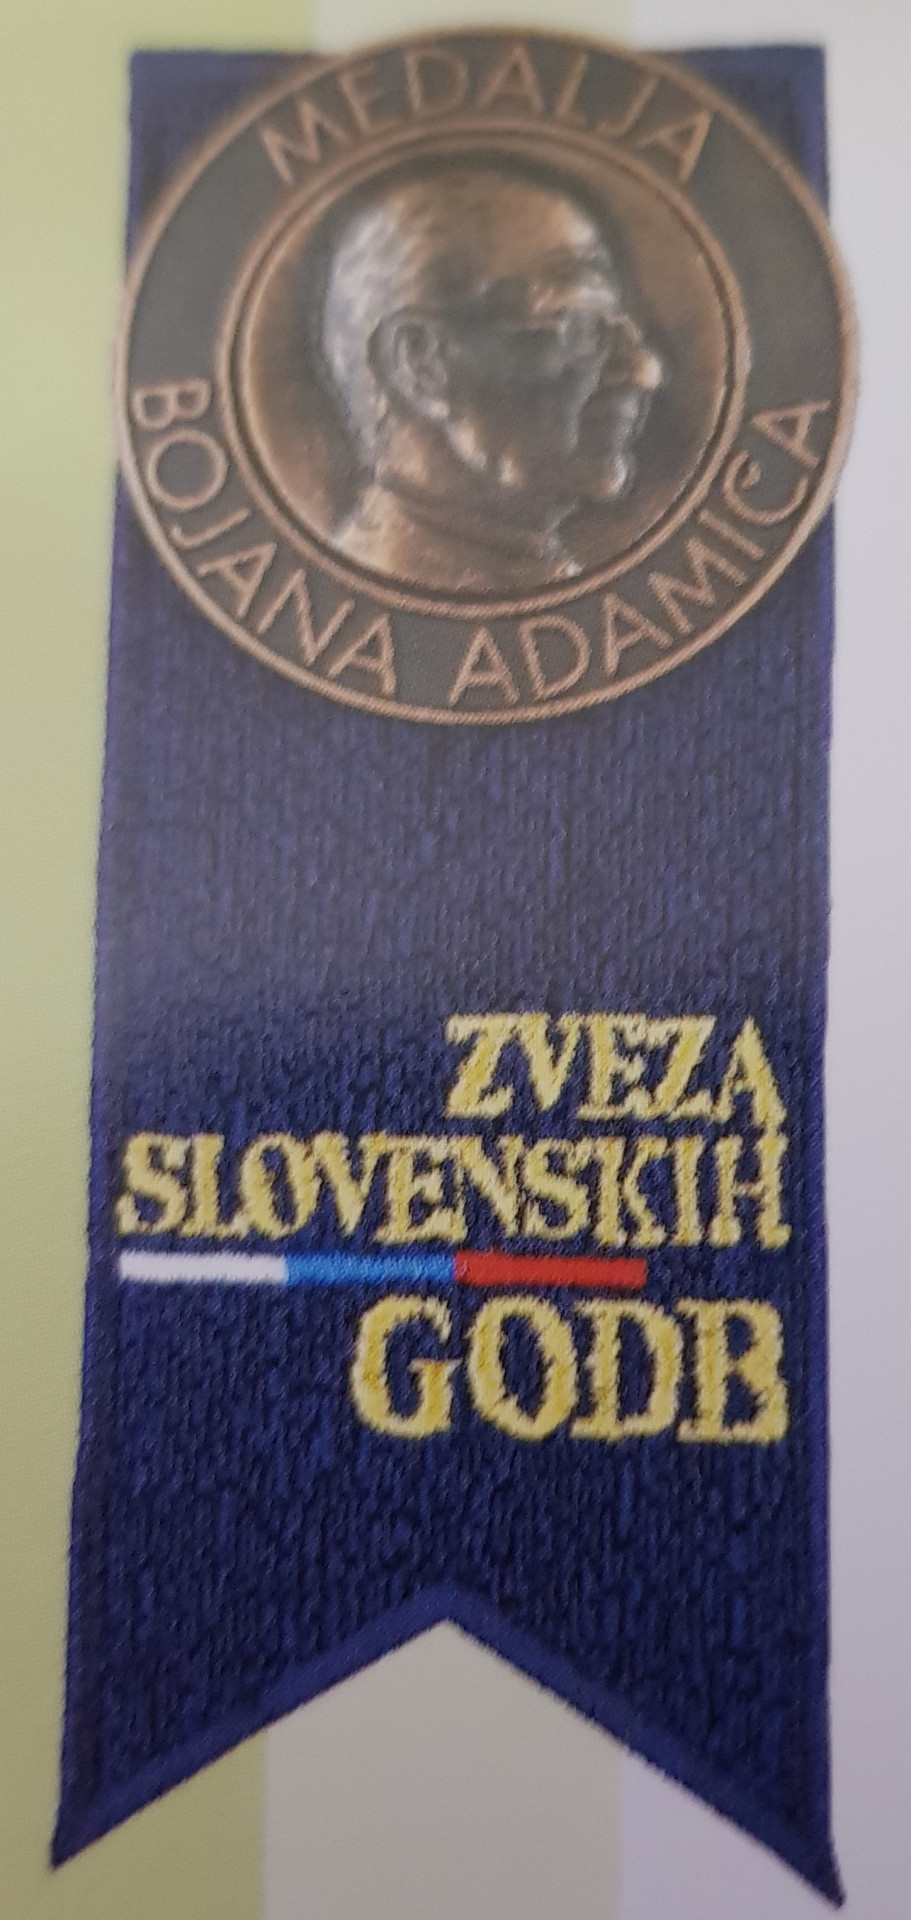 MEDALJA
BOJANA ADAMIČA
ZVEZA
SLOVENSKIH
GODB